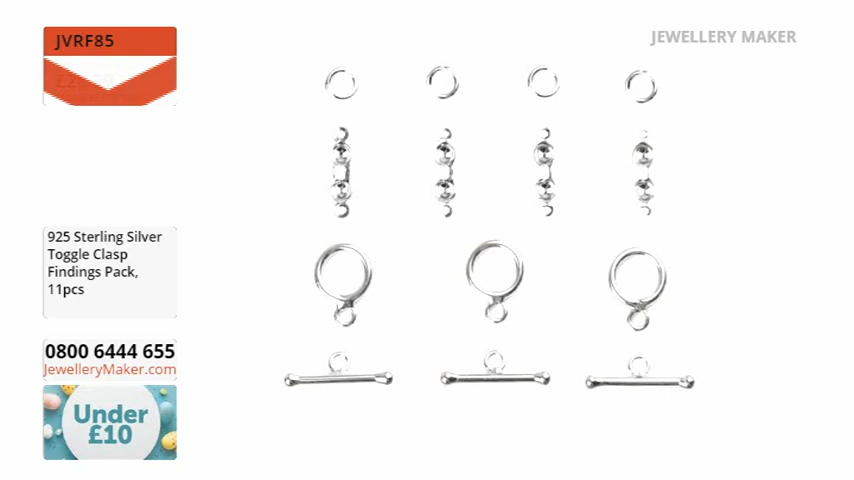 JVRF85
JEWELLERY MAKER
925 Sterling Silver
Toggle Clasp
Findings Pack,
11pcs
0800 6444 655
JewelleryMaker.com
Under
£10